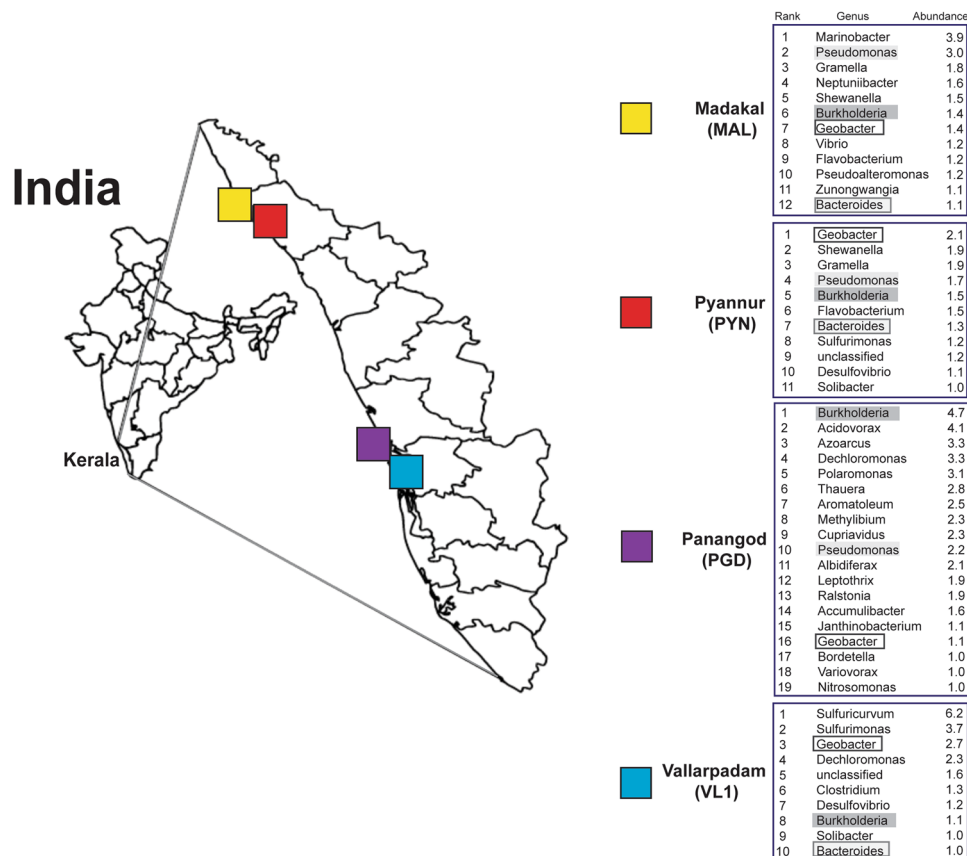 India
Kerala
Rank Genus Abundance
Madakal
(MAL)
1 Marinobacter 3.9
2 Pseudomonas 3.0
3 Gramella 1.8
4 Neptuniibacter 1.6
5 Shewanella 1.5
6 Burkholderia 1.4
7 Geobacter 1.4
8 Vibrio 1.2
9 Flavobacterium 1.2
10 Pseudoalteromonas 1.2
11 Zunongwangia 1.1
12 Bacteroides 1.1
Pyannur
(PYN)
1 Geobacter 2.1
2 Shewanella 1.9
3 Gramella 1.9
4 Pseudomonas 1.7
5 Burkholderia 1.5
6 Flavobacterium 1.5
7 Bacteroides 1.3
8 Sulfurimonas 1.2
9 unclassified 1.2
10 Desulfovibrio 1.1
11 Solibacter 1.0
Panangod
(PGD)
1 Burkholderia 4.7
2 Acidovorax 4.1
3 Azoarcus 3.3
4 Dechloromonas 3.3
5 Polaromonas 3.1
6 Thauera 2.8
7 Aromatoleum 2.5
8 Methylibium 2.3
9 Cupriavidus 2.3
10 Pseudomonas 2.2
11 Albidiferax 2.1
12 Leptothrix 1.9
13 Ralstonia 1.9
14 Accumulibacter 1.6
15 Janthinobacterium 1.1
16 Geobacter 1.1
17 Bordetella 1.0
18 Variovorax 1.0
19 Nitrosomonas 1.0
Vallarpadam
(VL1)
1 Sulfuricurvum 6.2
2 Sulfurimonas 3.7
3 Geobacter 2.7
4 Dechloromonas 2.3
5 unclassified 1.6
6 Clostridium 1.3
7 Desulfovibrio 1.2
8 Burkholderia 1.1
9 Solibacter 1.0
10 Bacteroides 1.0